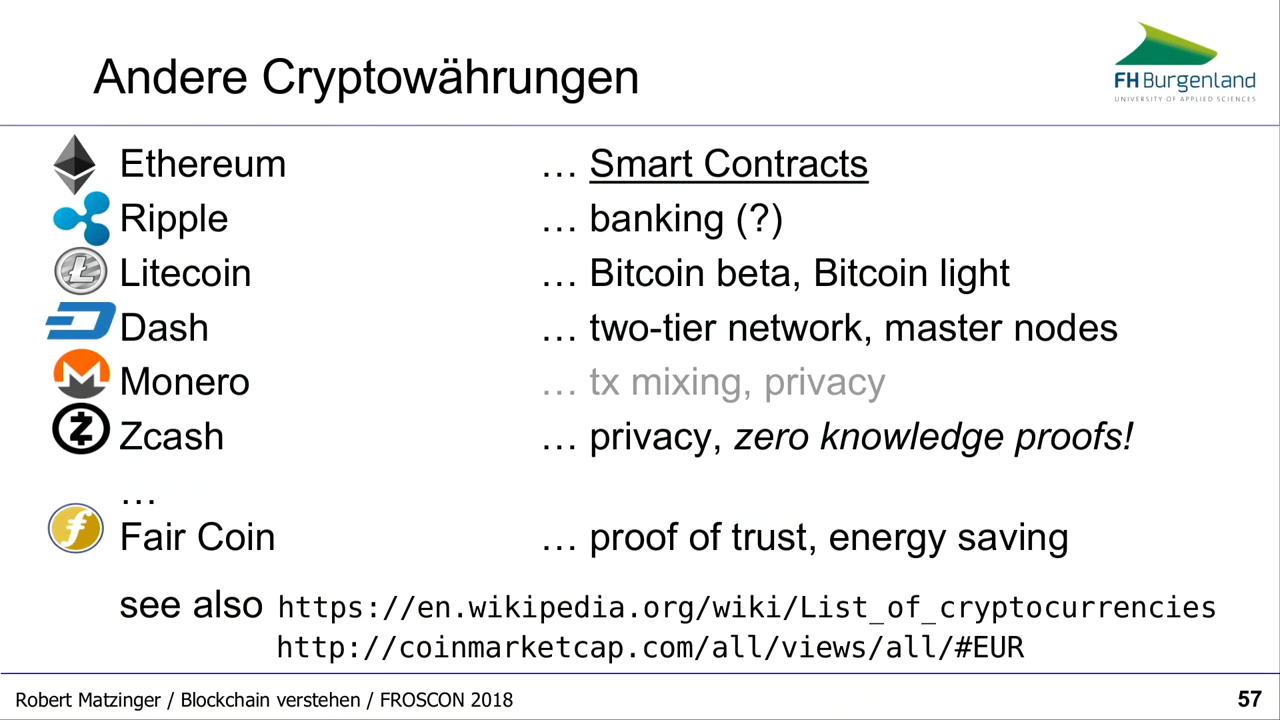 Andere Cryptowährungen
FH Burgenland
UNIVERSITY OF APPLIED SCIENCES
Ethereum … Smart Contracts
Ripple … banking (?)
Litecoin … Bitcoin beta, Bitcoin light
Dash … two-tier network, master nodes
Monero … tx mixing, privacy
Zcash … privacy, zero knowledge proofs!
…
Fair Coin … proof of trust, energy saving
see also https://en.wikipedia.org/wiki/List_of_cryptocurrencies
http://coinmarketcap.com/all/views/all/#EUR
Robert Matzinger / Blockchain verstehen / FROSCON 2018 57